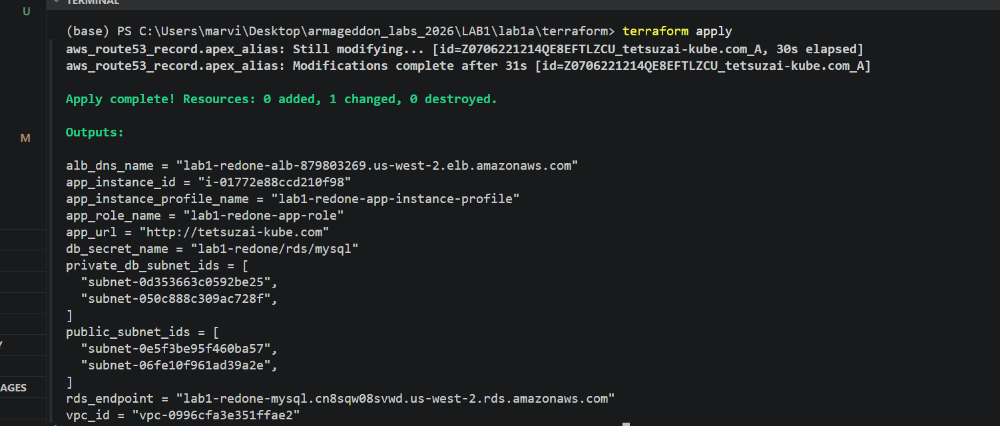 TERMINAL
U
(base) PS C:\Users\marvi\Desktop\armageddon_labs_2026\LAB1\lab1a\terraform> terraform apply
aws_route53_record.apex_alias: Still modifying... [id=Z0706221214QE8EFTLZCU_tetsuzai-kube.com_A, 30s elapsed]
aws_route53_record.apex_alias: Modifications complete after 31s [id=Z0706221214QE8EFTLZCU_tetsuzai-kube.com_A]
Apply complete! Resources: 0 added, 1 changed, 0 destroyed.
Outputs:
M
alb_dns_name = "lab1-redone-alb-879803269.us-west-2.elb.amazonaws.com"
app_instance_id = "i-01772e88ccd210f98"
app_instance_profile_name = "lab1-redone-app-instance-profile"
app_role_name = "lab1-redone-app-role"
app_url = "http://tetsuzai-kube.com"
db_secret_name = "lab1-redone/rds/mysql"
private_db_subnet_ids = [
  "subnet-0d353663c0592be25",
  "subnet-050c888c309ac728f",
]
public_subnet_ids = [
  "subnet-0e5f3be95f460ba57",
  "subnet-06fe10f961ad39a2e",
]
AGES
rds_endpoint = "lab1-redone-mysql.cn8sqw08svwd.us-west-2.rds.amazonaws.com"
vpc_id = "vpc-0996cfa3e351ffae2"